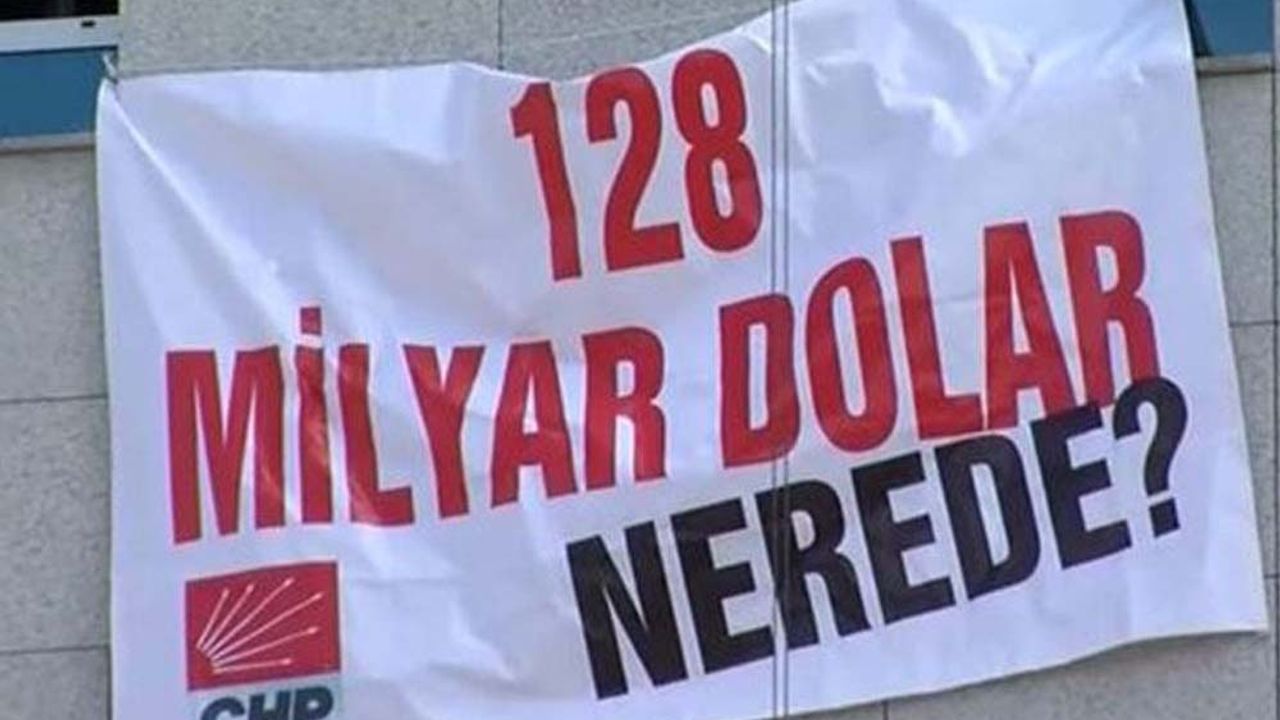 128
MİLYAR DOLAR
NEREDE?
CHP